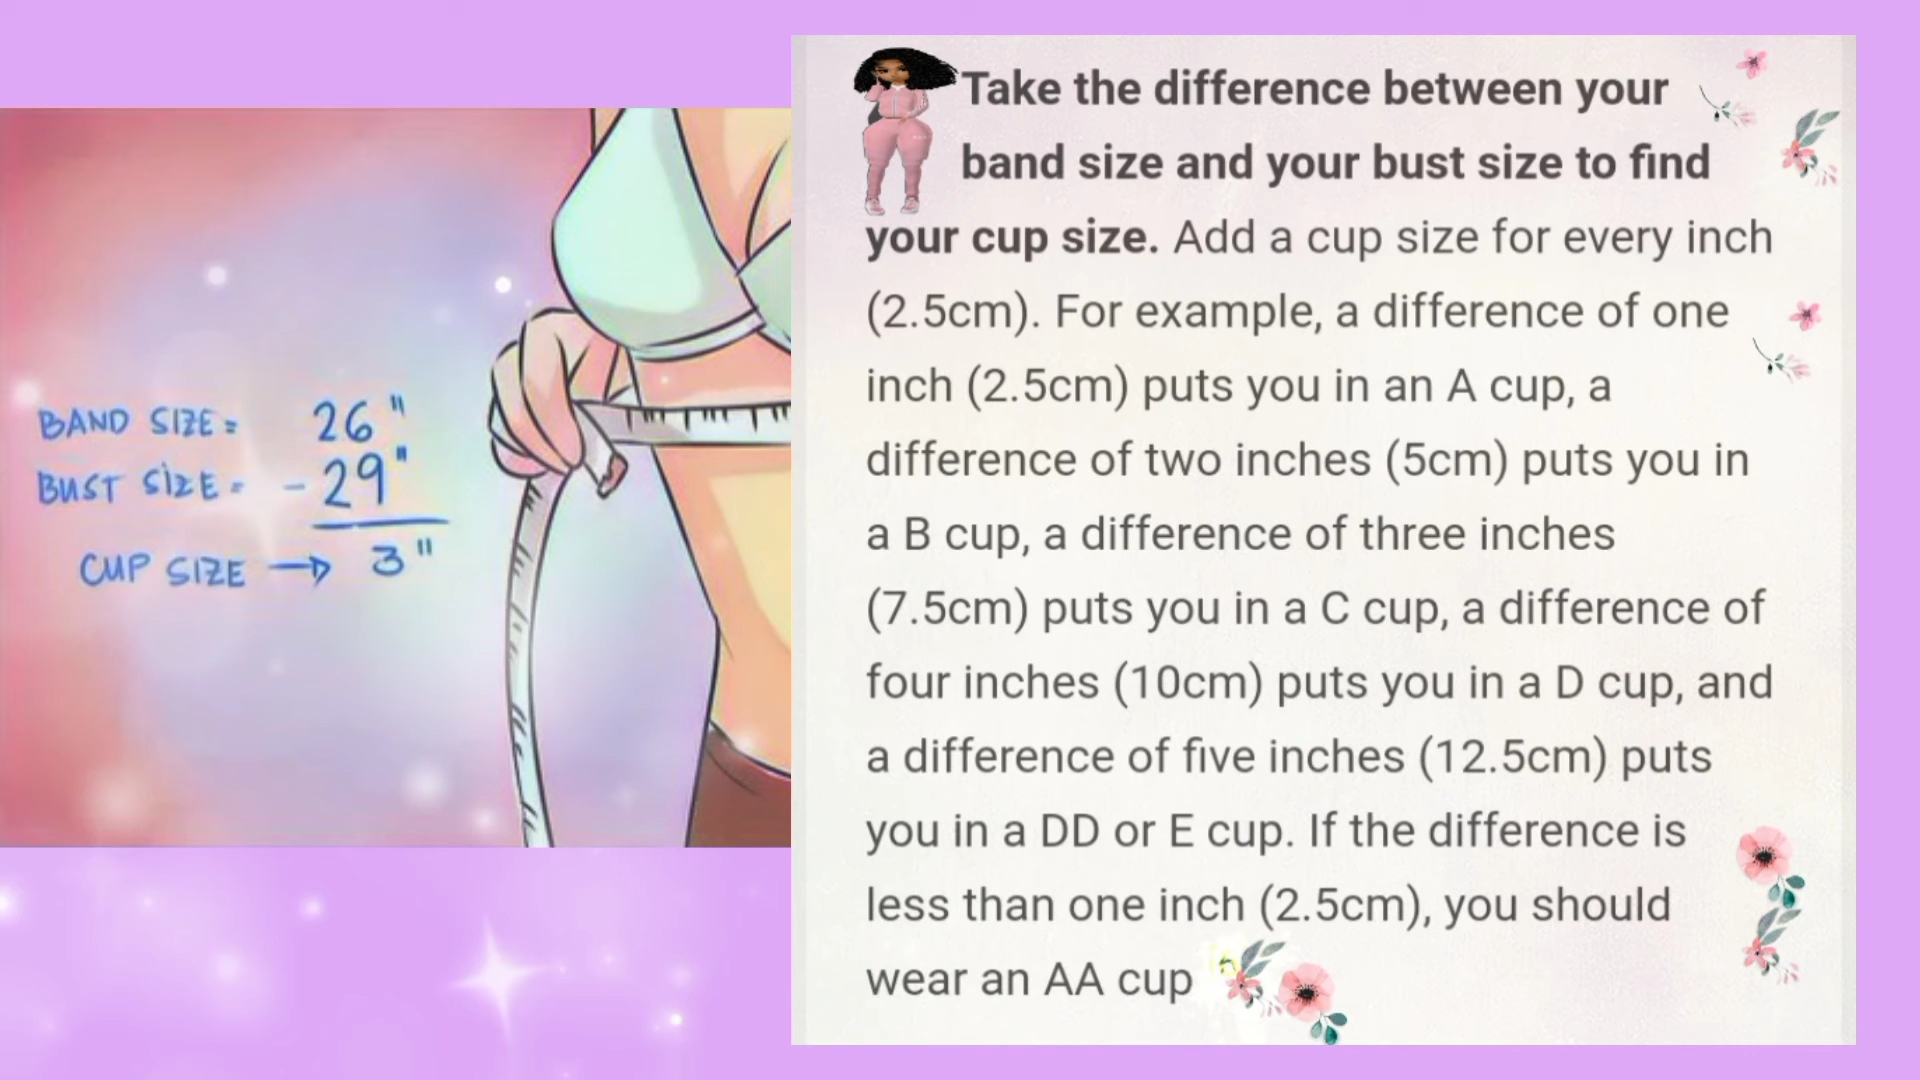 BAND SIZE = 26"
BUST SIZE = - 29"
CUP SIZE → 3"
Take the difference between your
band size and your bust size to find
your cup size. Add a cup size for every inch
(2.5cm). For example, a difference of one
inch (2.5cm) puts you in an A cup, a
difference of two inches (5cm) puts you in
a B cup, a difference of three inches
(7.5cm) puts you in a C cup, a difference of
four inches (10cm) puts you in a D cup, and
a difference of five inches (12.5cm) puts
you in a DD or E cup. If the difference is
less than one inch (2.5cm), you should
wear an AA cup